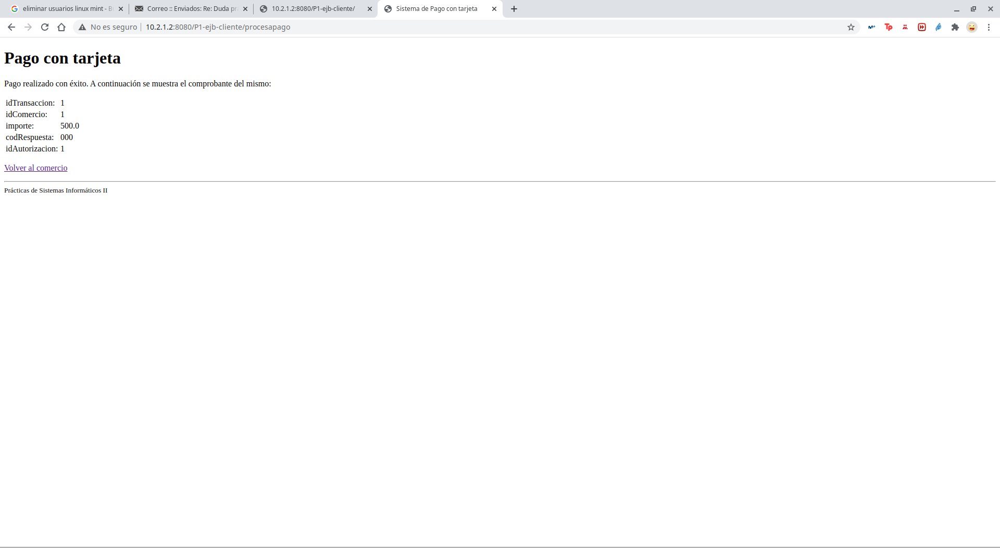 eliminar usuarios linux mint - B
Correo :: Enviados: Re: Duda pr
10.2.1.2:8080/P1-ejb-cliente/
Sistema de Pago con tarjeta
No es seguro
10.2.1.2:8080/P1-ejb-cliente/procesapago
Pago con tarjeta
Pago realizado con éxito. A continuación se muestra el comprobante del mismo:
idTransaccion: 1
idComercio: 1
importe: 500.0
codRespuesta: 000
idAutorizacion: 1
Volver al comercio
Prácticas de Sistemas Informáticos II